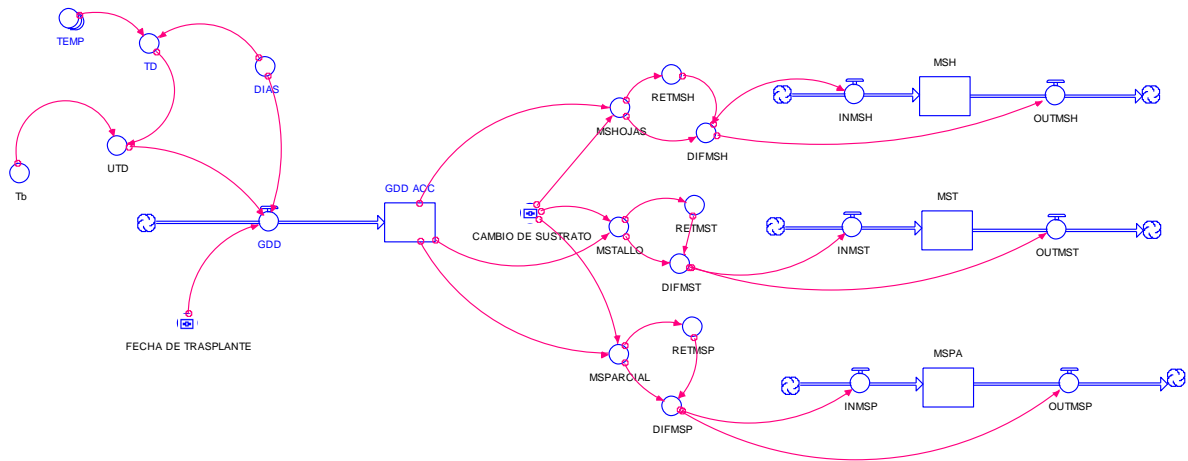 TEMP
TD
DIAS
Tb
UTD
GDD
FECHA DE TRASPLANTE
GDD ACC
CAMBIO DE SUSTRATO
MSHOJAS
RETMSH
DIFMSH
INMSH
MSH
OUTMSH
MSTALLO
RETMST
DIFMST
INMST
MST
OUTMST
MSPARCIAL
RETMSP
DIFMSP
INMSP
MSPA
OUTMSP